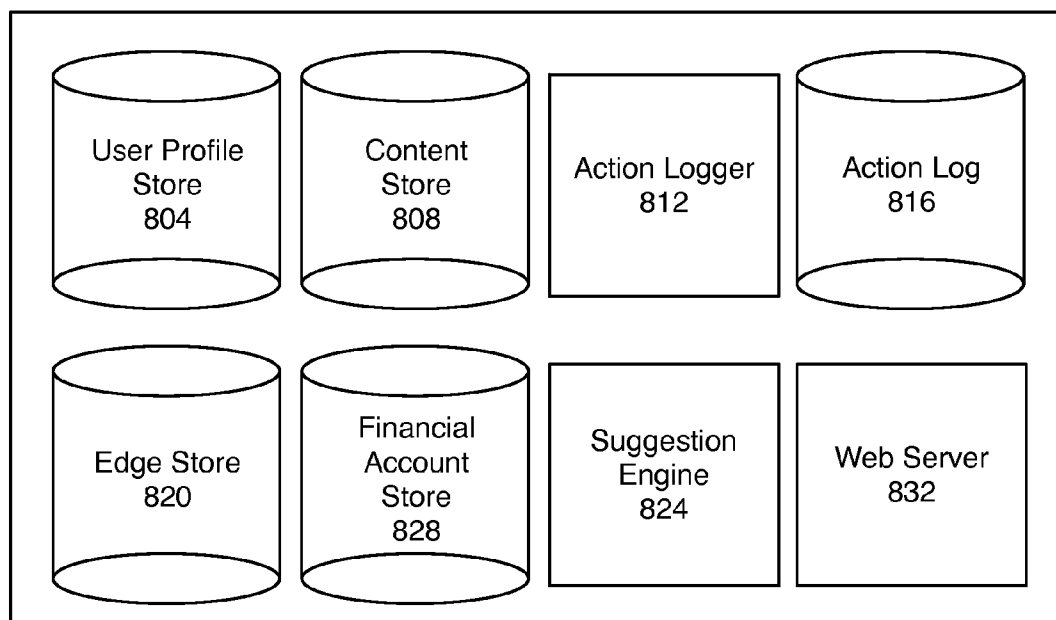 User Profile
Store
804
Content
Store
808
Action Logger
812
Action Log
816
Edge Store
820
Financial
Account
Store
828
Suggestion
Engine
824
Web Server
832